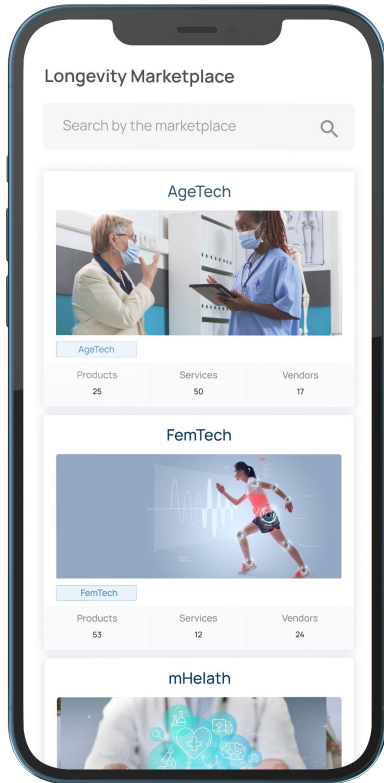 Longevity Marketplace
Search by the marketplace
AgeTech
AgeTech
Products Services Vendors
25 50 17
FemTech
FemTech
Products Services Vendors
53 12 24
mHelath